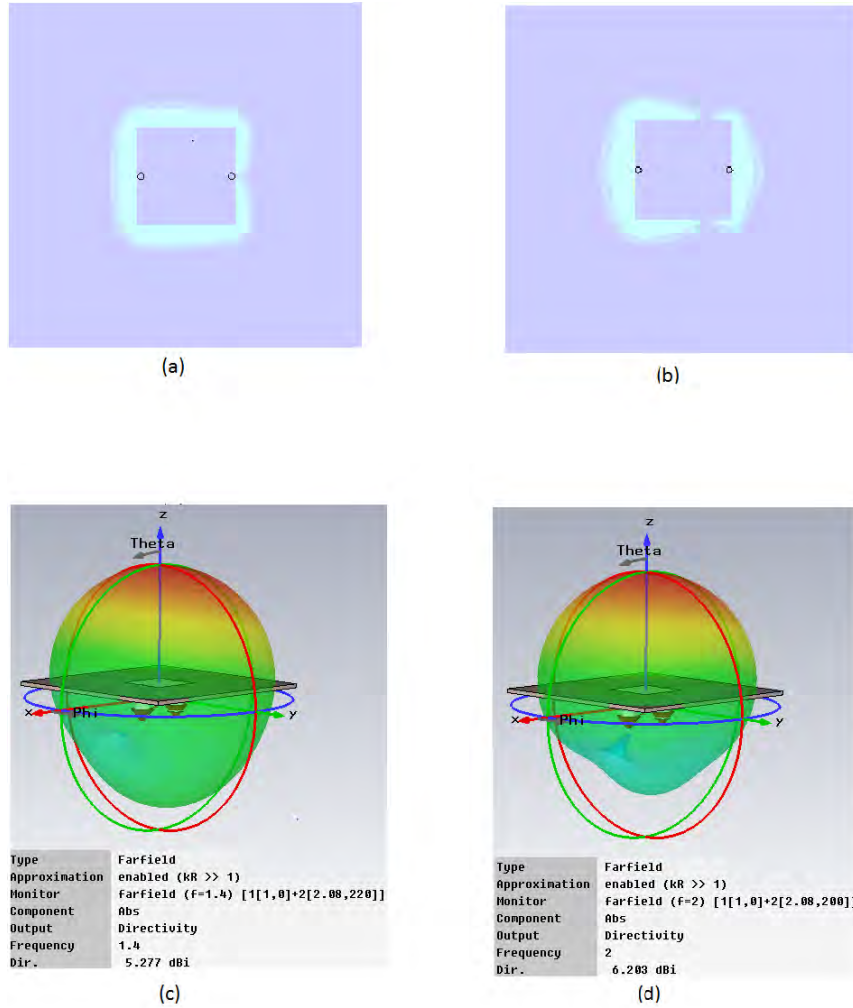 (a)
(b)
z
Theta
x
Phi
y
Type Farfield
Approximation enabled (kR >> 1)
Monitor farfield (f=1.4) [1[1,0]+2[2.08,220]]
Component Abs
Output Directivity
Frequency 1.4
Dir. 5.277 dBi
(c)
z
Theta
x
Phi
y
Type Farfield
Approximation enabled (kR >> 1)
Monitor farfield (f=2) [1[1,0]+2[2.08,200]]
Component Abs
Output Directivity
Frequency 2
Dir. 6.203 dBi
(d)